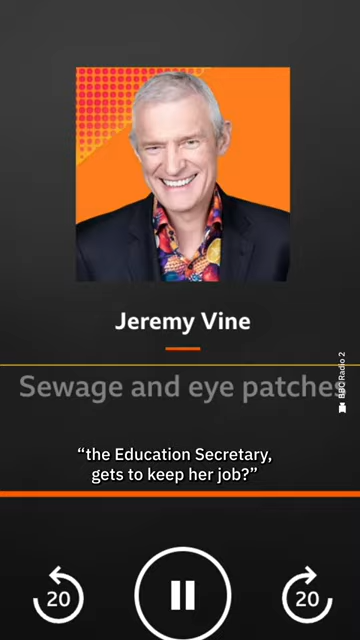 Jeremy Vine
BBC Radio 2
Sewage and eye patches
“the Education Secretary,
gets to keep her job?”
20
20